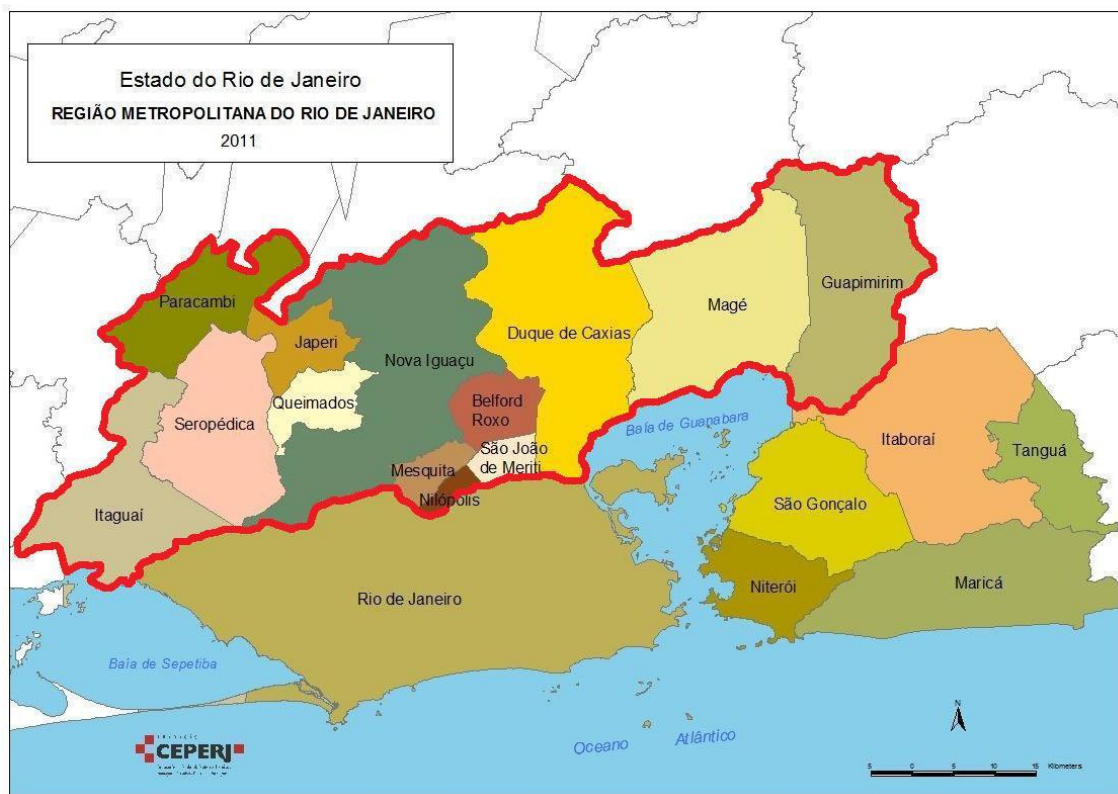 Estado do Rio de Janeiro
REGIÃO METROPOLITANA DO RIO DE JANEIRO
2011
Paracambi
Guapimirim
Magé
Duque de Caxias
Japeri
Nova Iguaçu
Queimados
Belford
Roxo
Seropédica
Baía de Guanabara
Itaboraí
São João
de Meriti
Tanguá
Mesquita
Nilópolis
São Gonçalo
Itaguaí
Niterói
Maricá
Rio de Janeiro
Baía de Sepetiba
Oceano Atlântico
N
CEPERJ
5 0 5 10 15 Kilometers